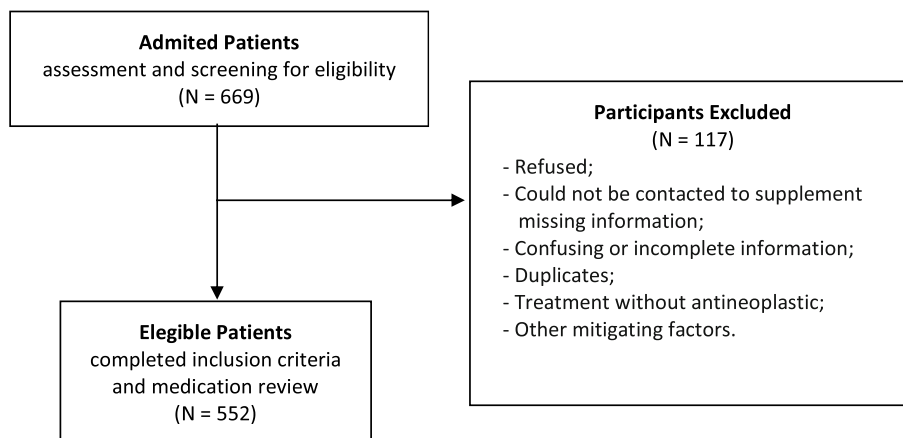 Admited Patients
assessment and screening for eligibility
(N = 669)
Participants Excluded
(N = 117)
- Refused;
- Could not be contacted to supplement
missing information;
- Confusing or incomplete information;
- Duplicates;
- Treatment without antineoplastic;
- Other mitigating factors.
Elegible Patients
completed inclusion criteria
and medication review
(N = 552)